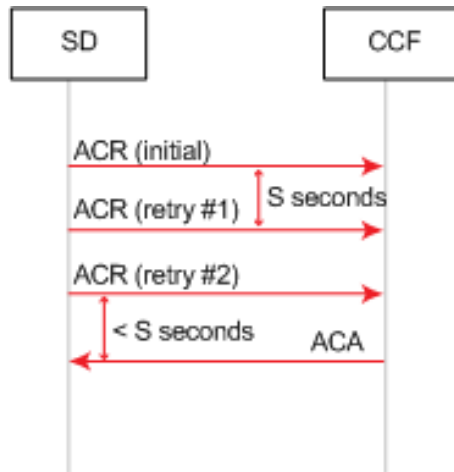 SD
CCF
ACR (initial)
S seconds
ACR (retry #1)
ACR (retry #2)
< S seconds
ACA